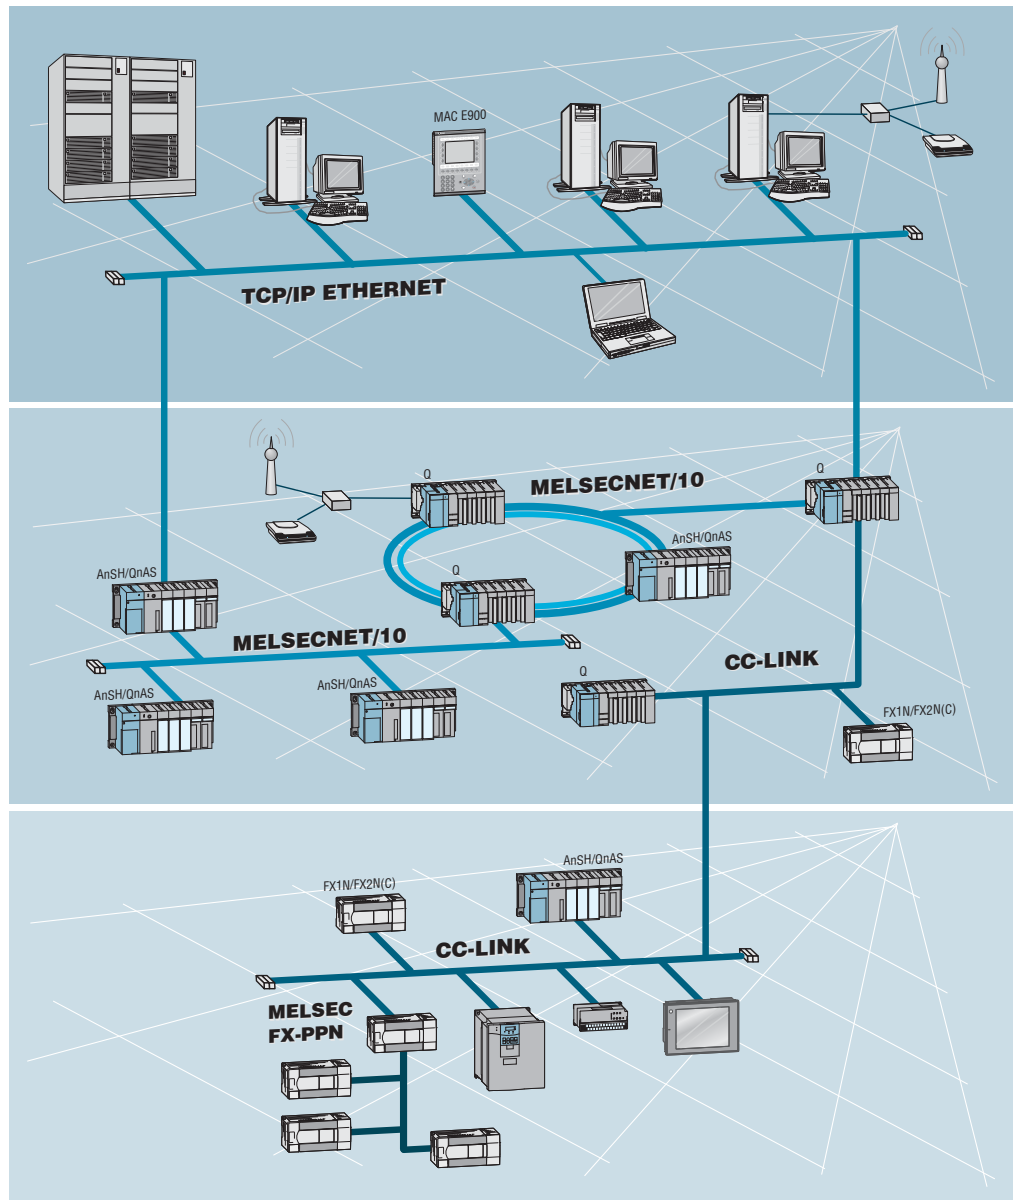 MAC E900
TCP/IP ETHERNET
Q
Q
MELSECNET/10
AnSH/QnAS
AnSH/QnAS
Q
MELSECNET/10
CC-LINK
Q
AnSH/QnAS
AnSH/QnAS
FX1N/FX2N(C)
AnSH/QnAS
FX1N/FX2N(C)
CC-LINK
MELSEC
FX-PPN